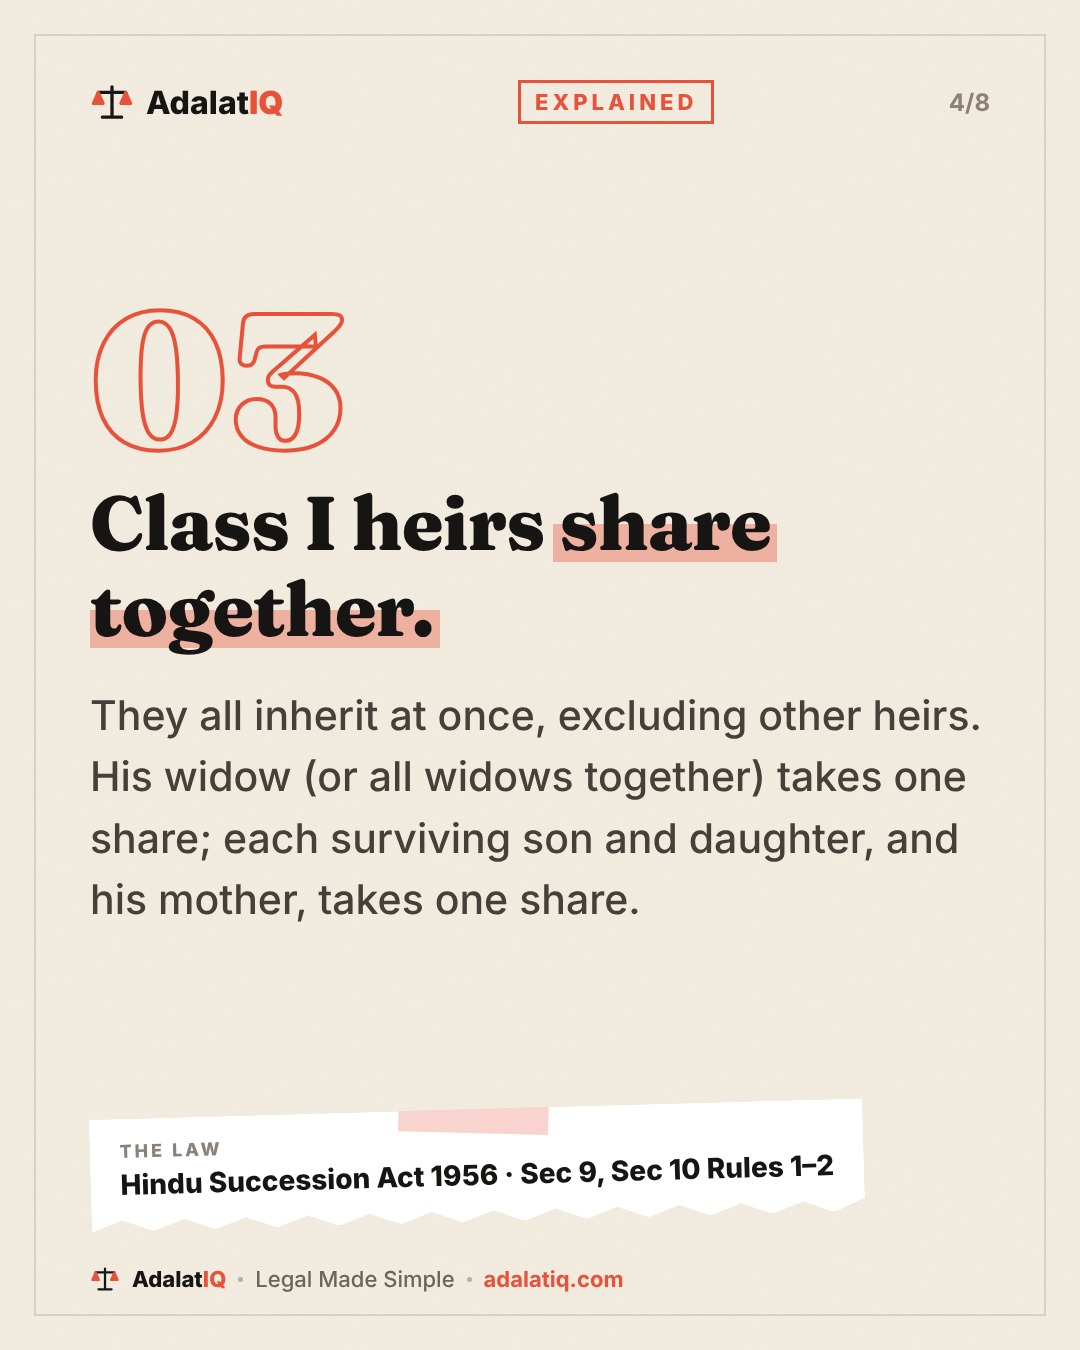 AdalatIQ
EXPLAINED
4/8
03
Class I heirs share
together.
They all inherit at once, excluding other heirs.
His widow (or all widows together) takes one
share; each surviving son and daughter, and
his mother, takes one share.
THE LAW
Hindu Succession Act 1956 · Sec 9, Sec 10 Rules 1–2
AdalatIQ • Legal Made Simple • adalatiq.com